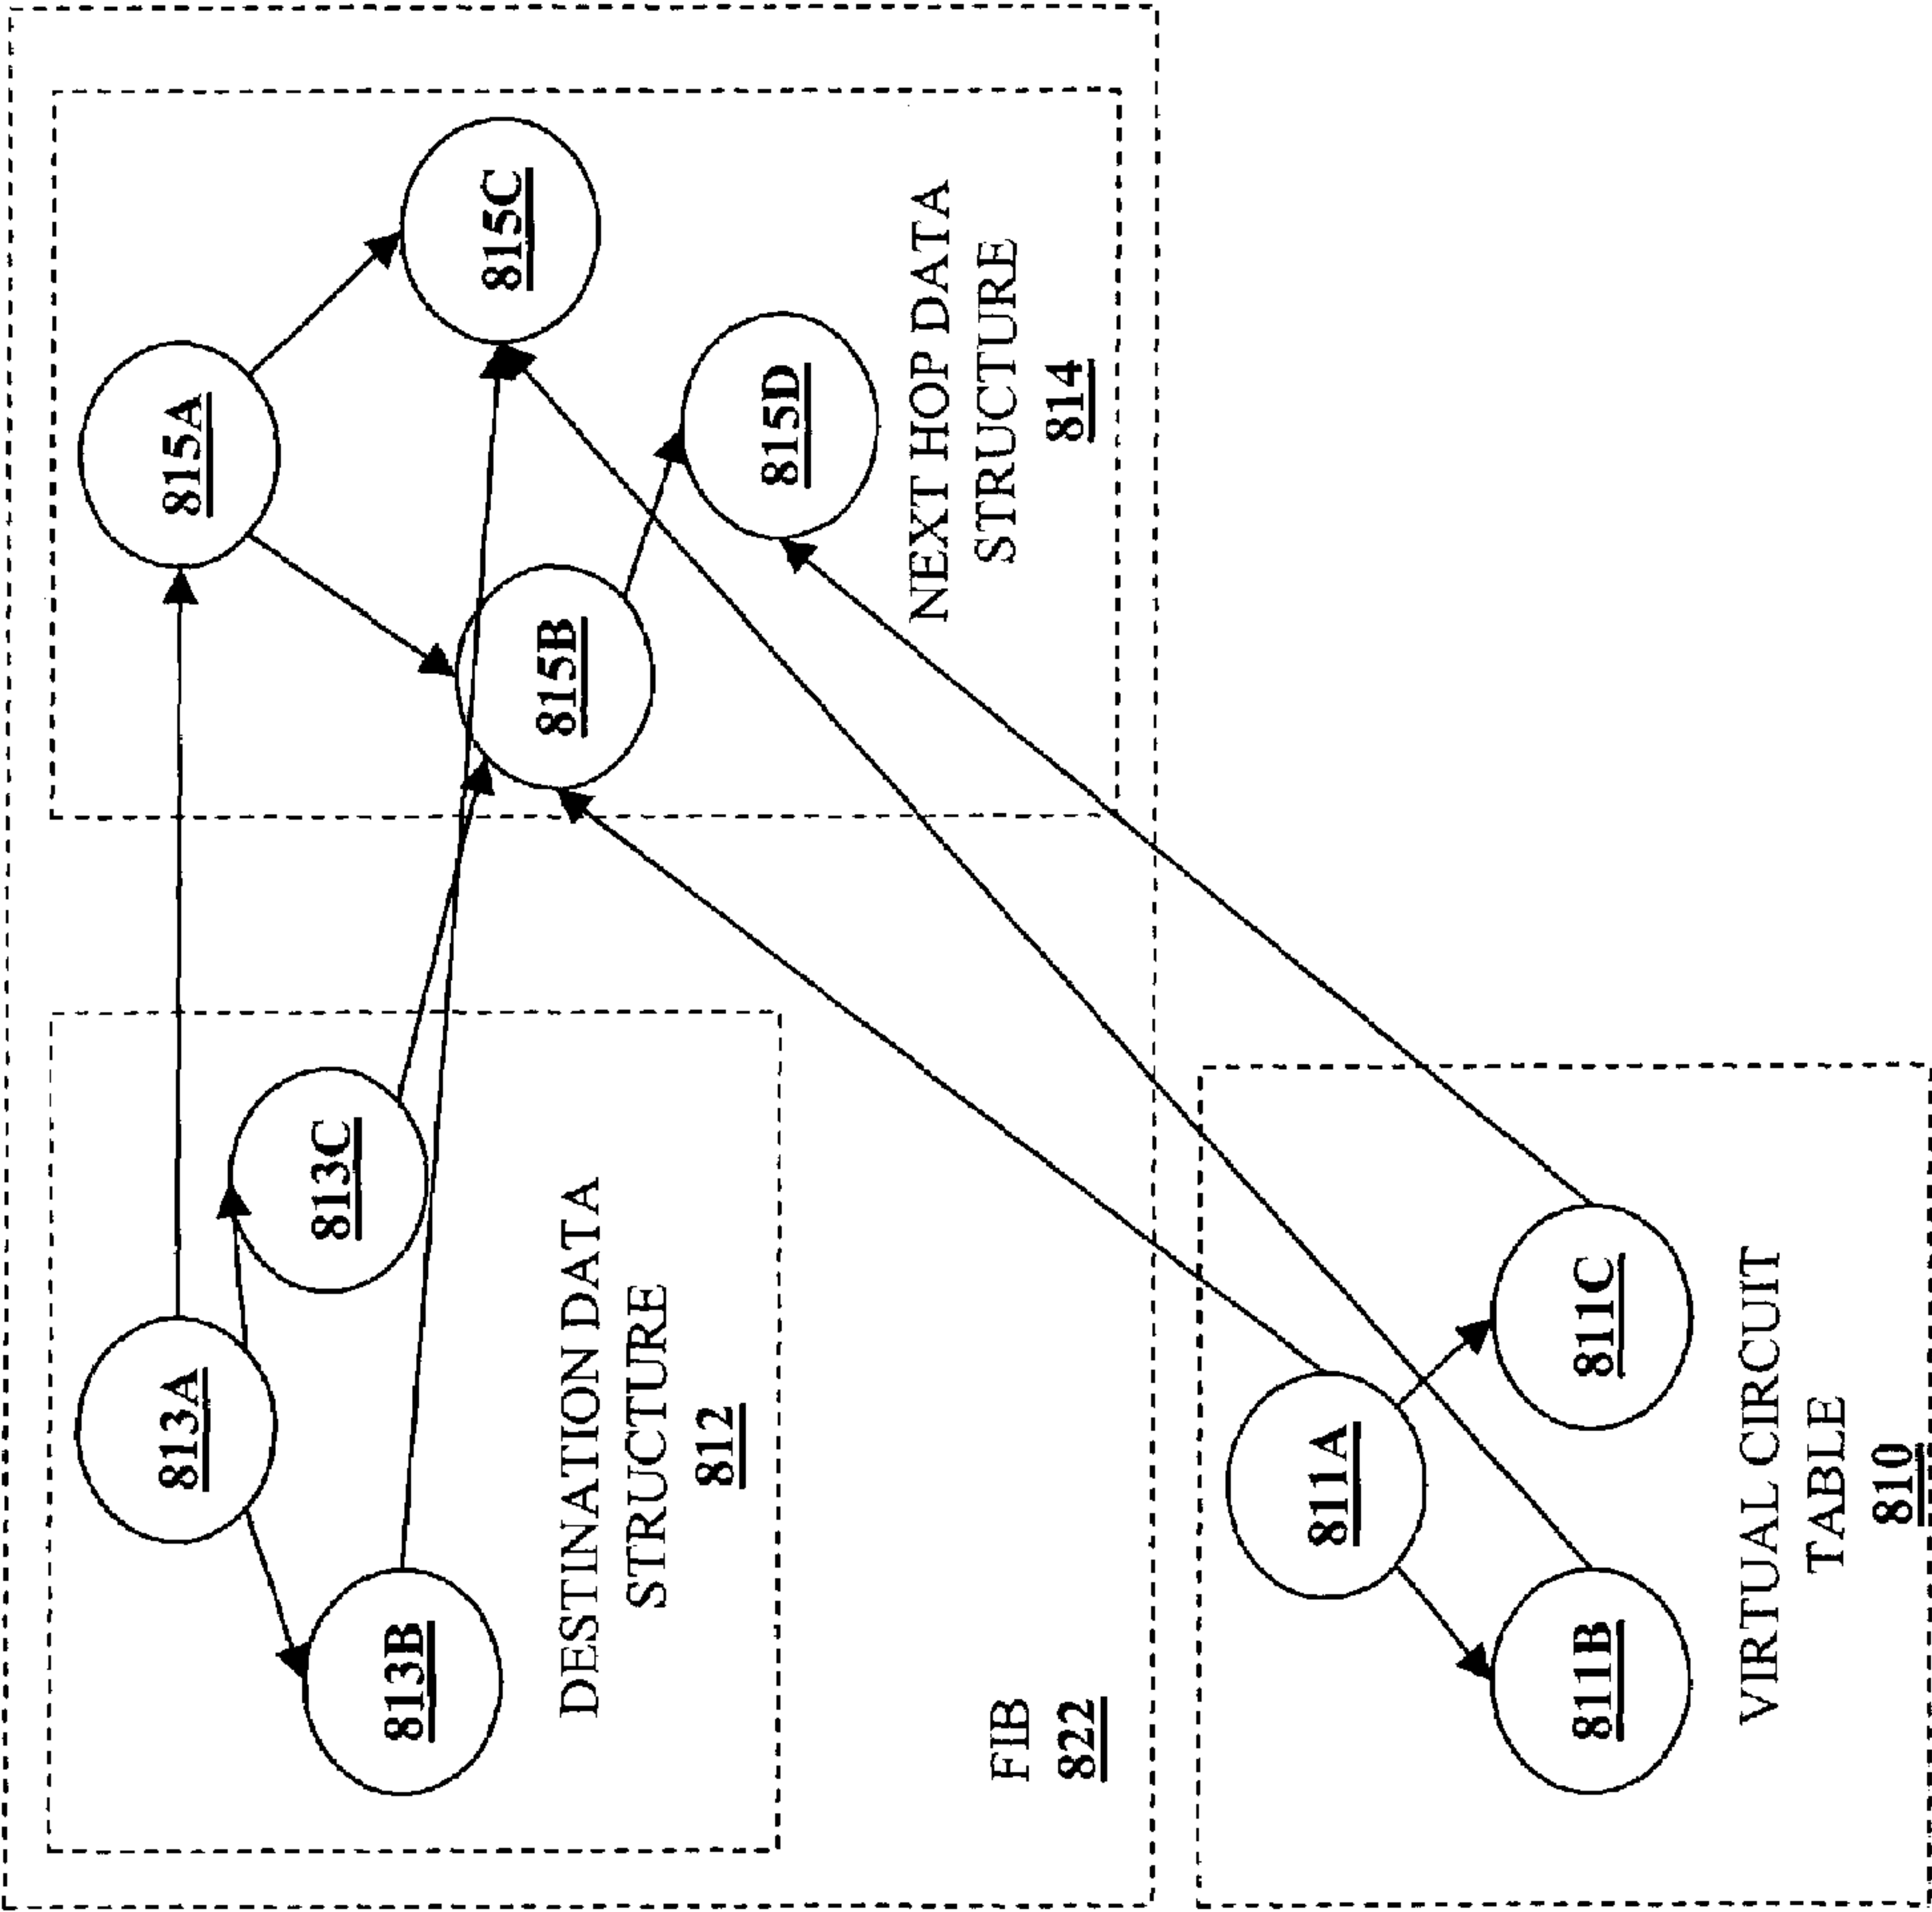 813A
813B
813C
DESTINATION DATA
STRUCTURE
812
815A
815B
815C
815D
NEXT HOP DATA
STRUCTURE
814
FIB
822
811A
811B
811C
VIRTUAL CIRCUIT
TABLE
810